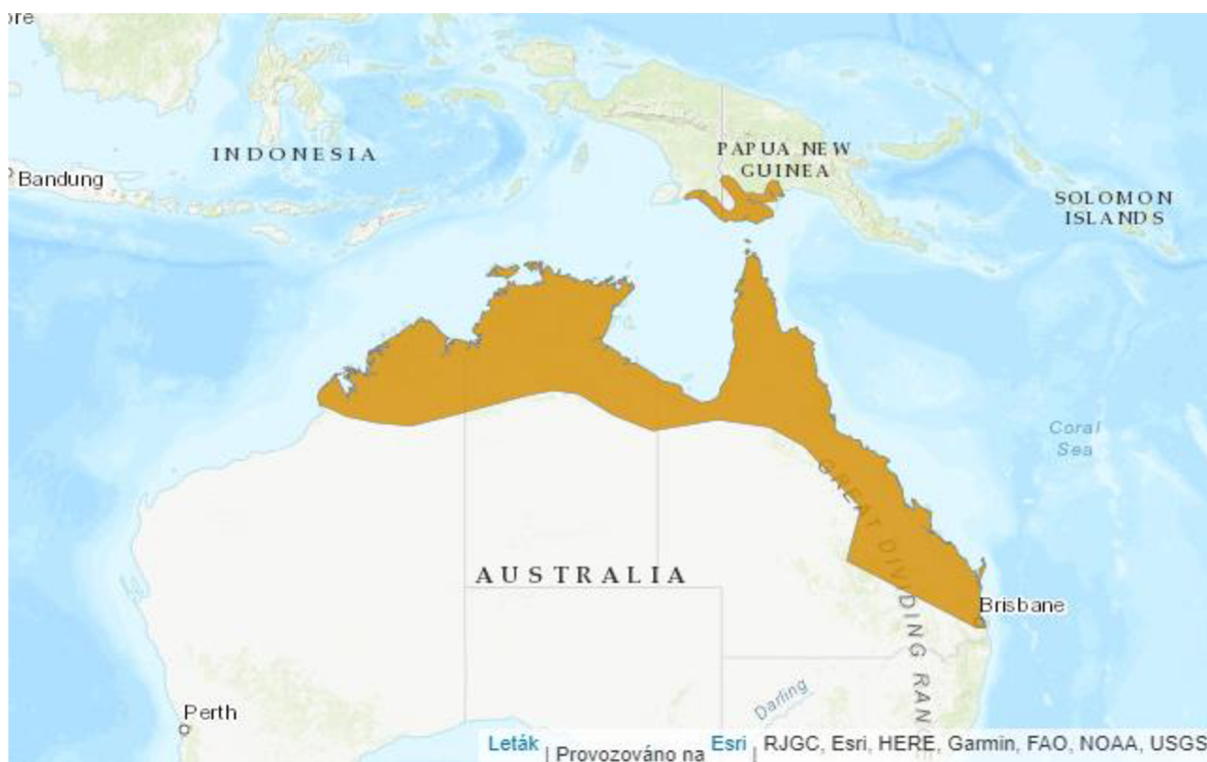 ore
INDONESIA
Bandung
PAPUA NEW
GUINEA
SOLOMON
ISLANDS
Coral
Sea
GREAT DIVIDING RAN
AUSTRALIA
Brisbane
Darling
Perth
Leták | Provozováno na Esri | RJGC, Esri, HERE, Garmin, FAO, NOAA, USGS